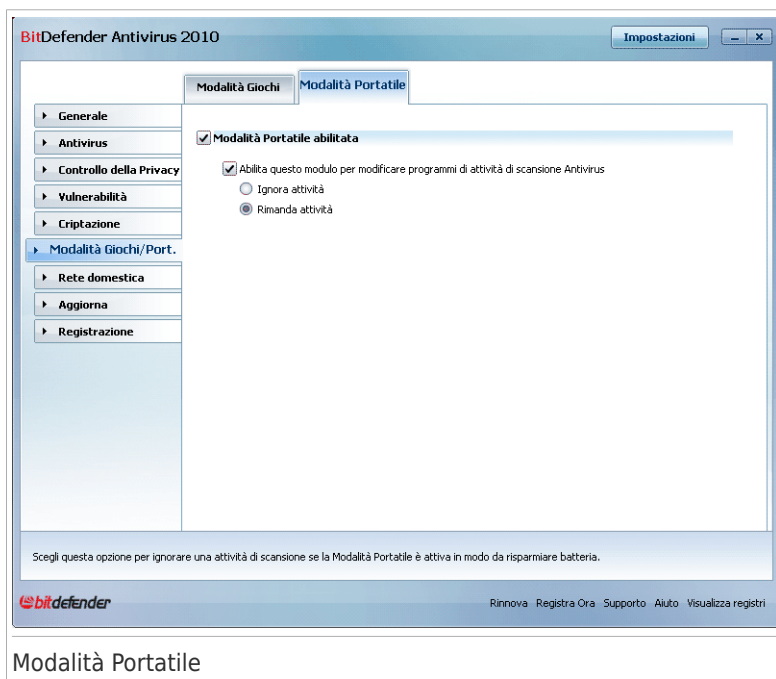 BitDefender Antivirus 2010
Impostazioni
Modalità Giochi
Modalità Portatile
Generale
Antivirus
Controllo della Privacy
Vulnerabilità
Criptazione
Modalità Giochi/Port.
Rete domestica
Aggiorna
Registrazione
Modalità Portatile abilitata
Abilita questo modulo per modificare programmi di attività di scansione Antivirus
Ignora attività
Rimanda attività
Scegli questa opzione per ignorare una attività di scansione se la Modalità Portatile è attiva in modo da risparmiare batteria.
bitdefender
Rinnova Registra Ora Supporto Aiuto Visualizza registri
Modalità Portatile